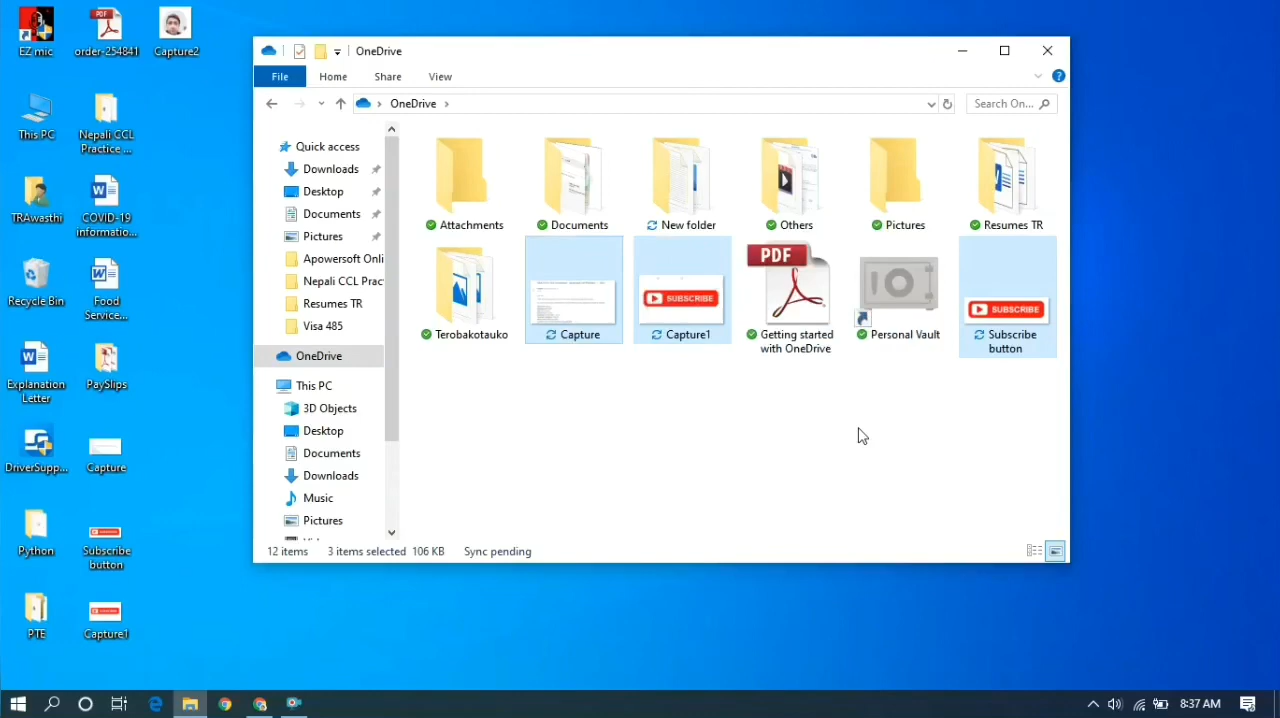 EZ mic
PDF
order-254841
Capture2
This PC
Nepali CCL
Practice ...
TRAwasthi
COVID-19
informatio...
Recycle Bin
Food
Service...
Explanation
Letter
PaySlips
DriverSupp...
Capture
Python
Subscribe
button
PTE
Capture1
OneDrive
File
Home
Share
View
OneDrive
Search On...
Quick access
Downloads
Desktop
Documents
Pictures
Apowersoft Onli
Nepali CCL Prac
Resumes TR
Visa 485
OneDrive
This PC
3D Objects
Desktop
Documents
Downloads
Music
Pictures
Attachments
Documents
New folder
Others
Pictures
Resumes TR
SUBSCRIBE
PDF
SUBSCRIBE
Terobakotauko
Capture
Capture1
Getting started
with OneDrive
Personal Vault
Subscribe
button
12 items
3 items selected 106 KB
Sync pending
8:37 AM